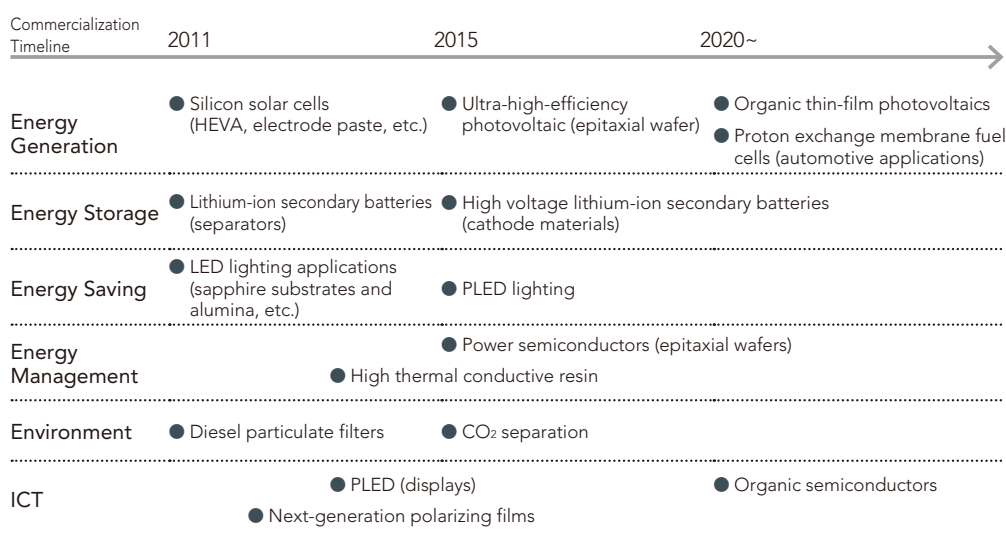 Commercialization
Timeline
2011
2015
2020~
Energy
Generation
● Silicon solar cells
(HEVA, electrode paste, etc.)
● Ultra-high-efficiency
photovoltaic (epitaxial wafer)
● Organic thin-film photovoltaics
● Proton exchange membrane fuel
cells (automotive applications)
Energy Storage
● Lithium-ion secondary batteries
(separators)
● High voltage lithium-ion secondary batteries
(cathode materials)
Energy Saving
● LED lighting applications
(sapphire substrates and
alumina, etc.)
● PLED lighting
Energy
Management
● Power semiconductors (epitaxial wafers)
● High thermal conductive resin
Environment
● Diesel particulate filters
● CO₂ separation
ICT
● PLED (displays)
● Organic semiconductors
● Next-generation polarizing films